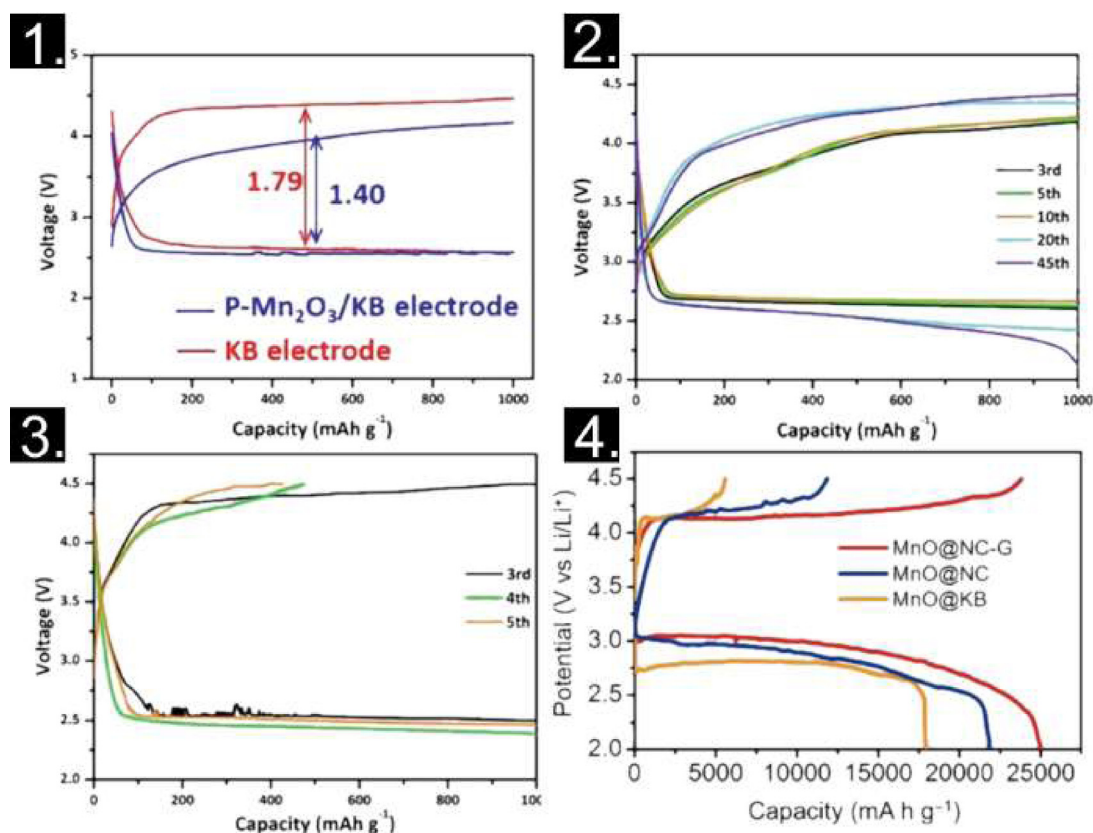 1.
5
4
3
2
1
Voltage (V)
1.79
1.40
P-Mn₂O₃/KB electrode
KB electrode
0 200 400 600 800 1000
Capacity (mAh g⁻¹)
2.
4.5
4.0
3.5
3.0
2.5
2.0
Voltage (V)
3rd
5th
10th
20th
45th
0 200 400 600 800 1000
Capacity (mAh g⁻¹)
3.
4.5
4.0
3.5
3.0
2.5
2.0
Voltage (V)
3rd
4th
5th
0 200 400 600 800 1000
Capacity (mAh g⁻¹)
4.
4.5
4.0
4.5
3.0
2.5
2.0
Potential (V vs Li/Li⁺)
MnO@NC-G
MnO@NC
MnO@KB
0 5000 10000 15000 20000 25000
Capacity (mA h g⁻¹)